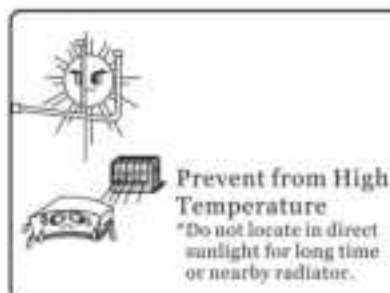 Prevent from High
Temperature
*Do not locate in direct
sunlight for long time
or nearby radiator.